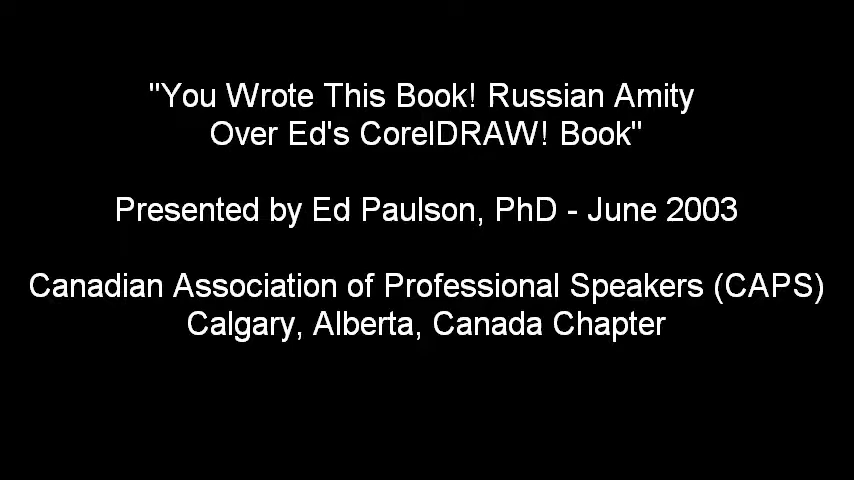 "You Wrote This Book! Russian Amity
Over Ed's CorelDRAW! Book"
Presented by Ed Paulson, PhD - June 2003
Canadian Association of Professional Speakers (CAPS)
Calgary, Alberta, Canada Chapter